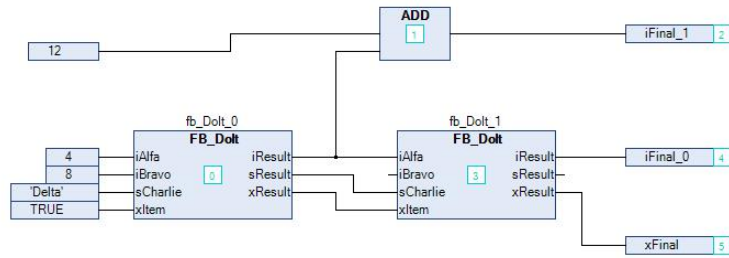 ADD
1
iFinal_1 2
12
fb_DoIt_0
fb_DoIt_1
FB_DoIt
FB_DoIt
4 iAlfa iResult iAlfa iResult iFinal_0 4
8 iBravo sResult iBravo sResult
0
3
'Delta' sCharlie xResult sCharlie xResult
TRUE xItem xItem
xFinal 5